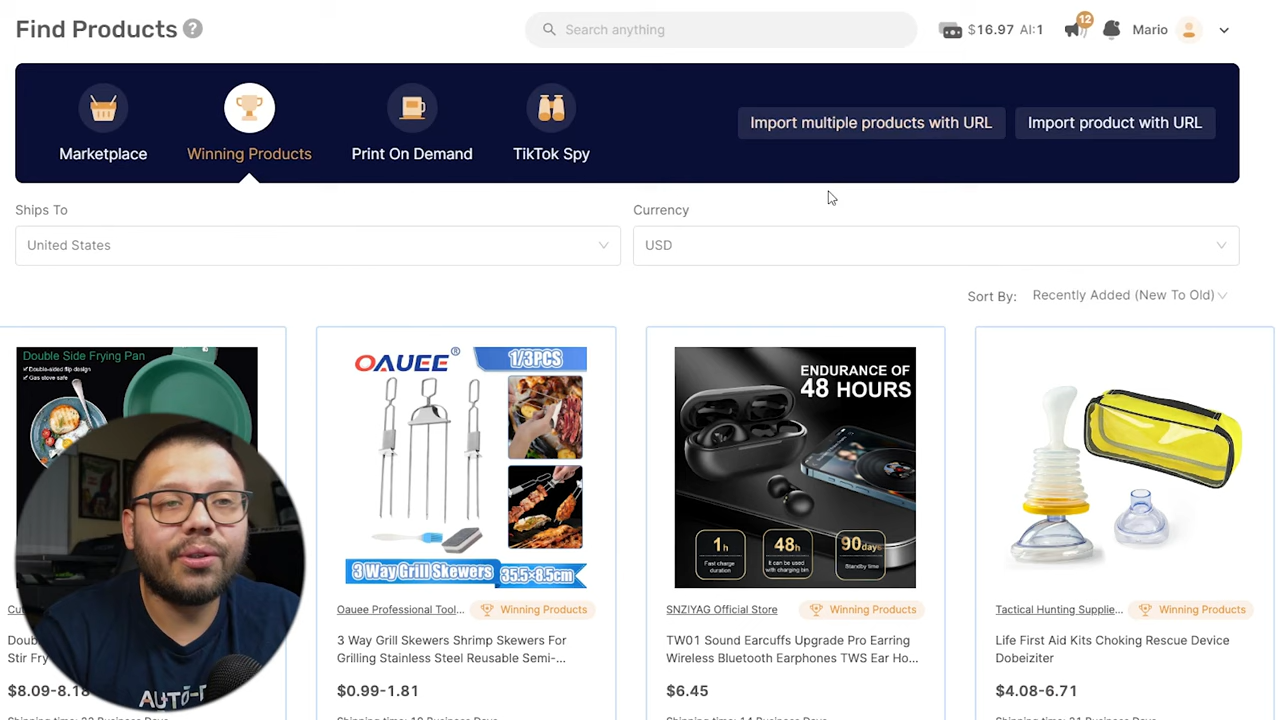 Find Products ?
Search anything
$16.97 AI:1
12
Mario
Marketplace
Winning Products
Print On Demand
TikTok Spy
Import multiple products with URL
Import product with URL
Ships To
United States
Currency
USD
Sort By: Recently Added (New To Old)
Double Side Frying Pan
✓Double-sided flip design
✓Gas stove safe
$8.09-8.18
OAUEE®
1/3PCS
3 Way Grill Skewers
35.5×8.5cm
Oauee Professional Tool...
Winning Products
3 Way Grill Skewers Shrimp Skewers For
Grilling Stainless Steel Reusable Semi-...
$0.99-1.81
ENDURANCE OF
48 HOURS
1h
Fast charge
duration
48h
It can be used
with charging bin
90days
Standby time
SNZIYAG Official Store
Winning Products
TW01 Sound Earcuffs Upgrade Pro Earring
Wireless Bluetooth Earphones TWS Ear Ho...
$6.45
Tactical Hunting Supplie...
Winning Products
Life First Aid Kits Choking Rescue Device
Dobeiziter
$4.08-6.71